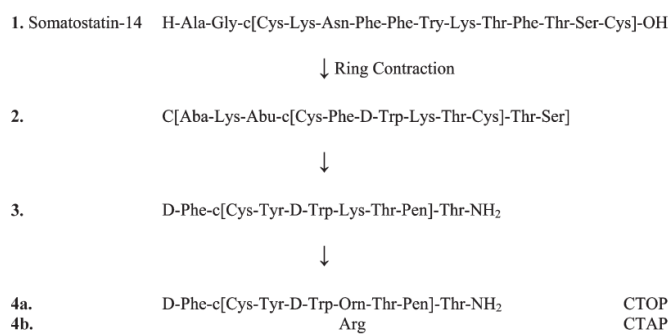 1. Somatostatin-14 H-Ala-Gly-c[Cys-Lys-Asn-Phe-Phe-Try-Lys-Thr-Phe-Thr-Ser-Cys]-OH
↓ Ring Contraction
2. C[Aba-Lys-Abu-c[Cys-Phe-D-Trp-Lys-Thr-Cys]-Thr-Ser]
↓
3. D-Phe-c[Cys-Tyr-D-Trp-Lys-Thr-Pen]-Thr-NH₂
↓
4a. D-Phe-c[Cys-Tyr-D-Trp-Orn-Thr-Pen]-Thr-NH₂ CTOP
4b. Arg CTAP